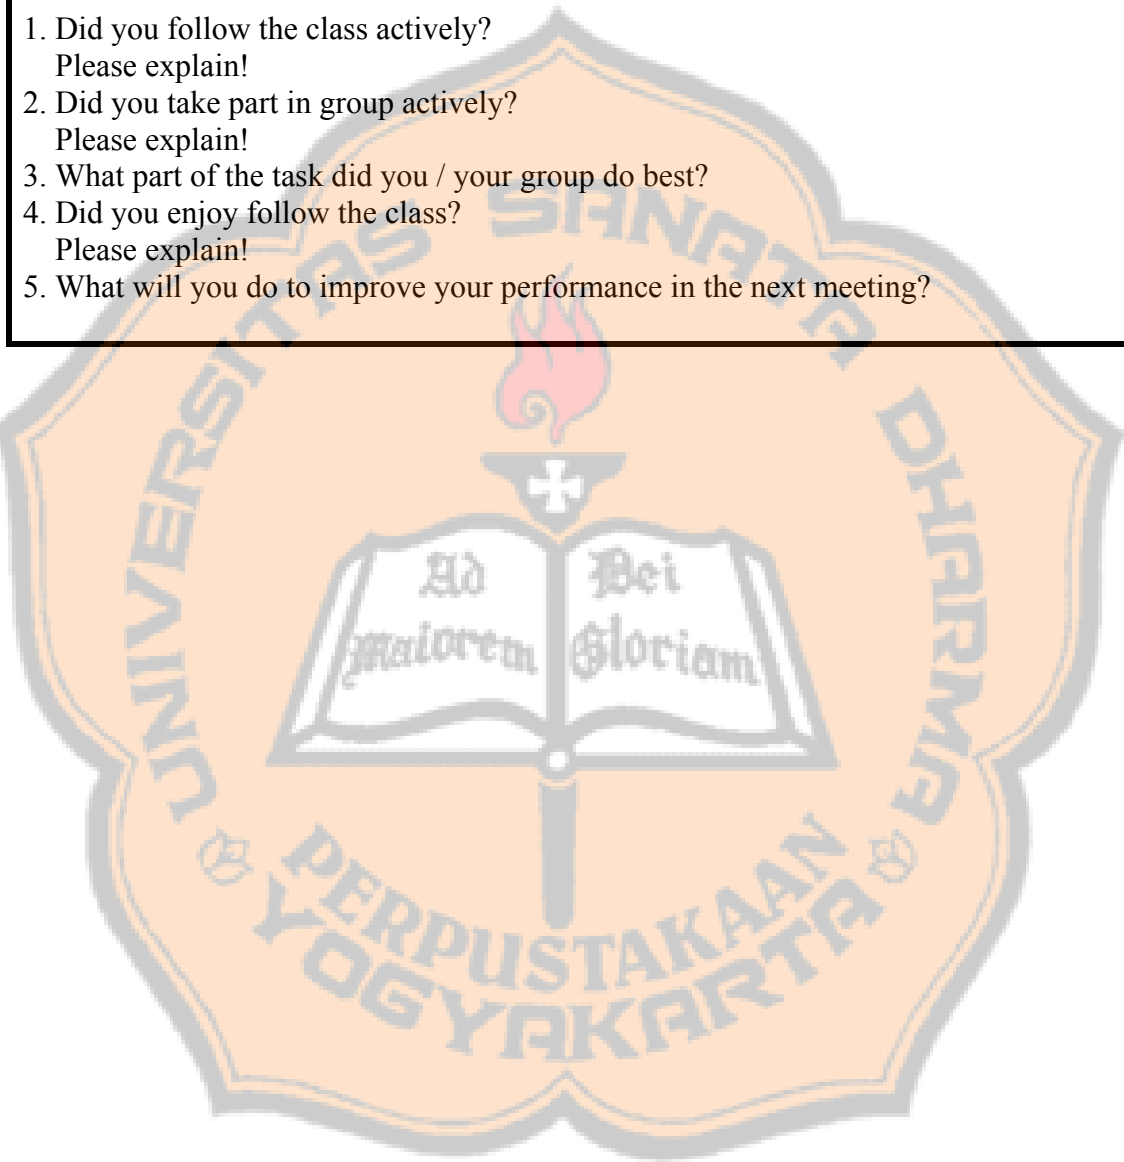 1. Did you follow the class actively?
Please explain!
2. Did you take part in group actively?
Please explain!
3. What part of the task did you / your group do best?
4. Did you enjoy follow the class?
Please explain!
5. What will you do to improve your performance in the next meeting?
UNIVERSITAS SANATA DHARMA
Ad Dei
Maiorem Gloriam
PERPUSTAKAAN
YOGYAKARTA